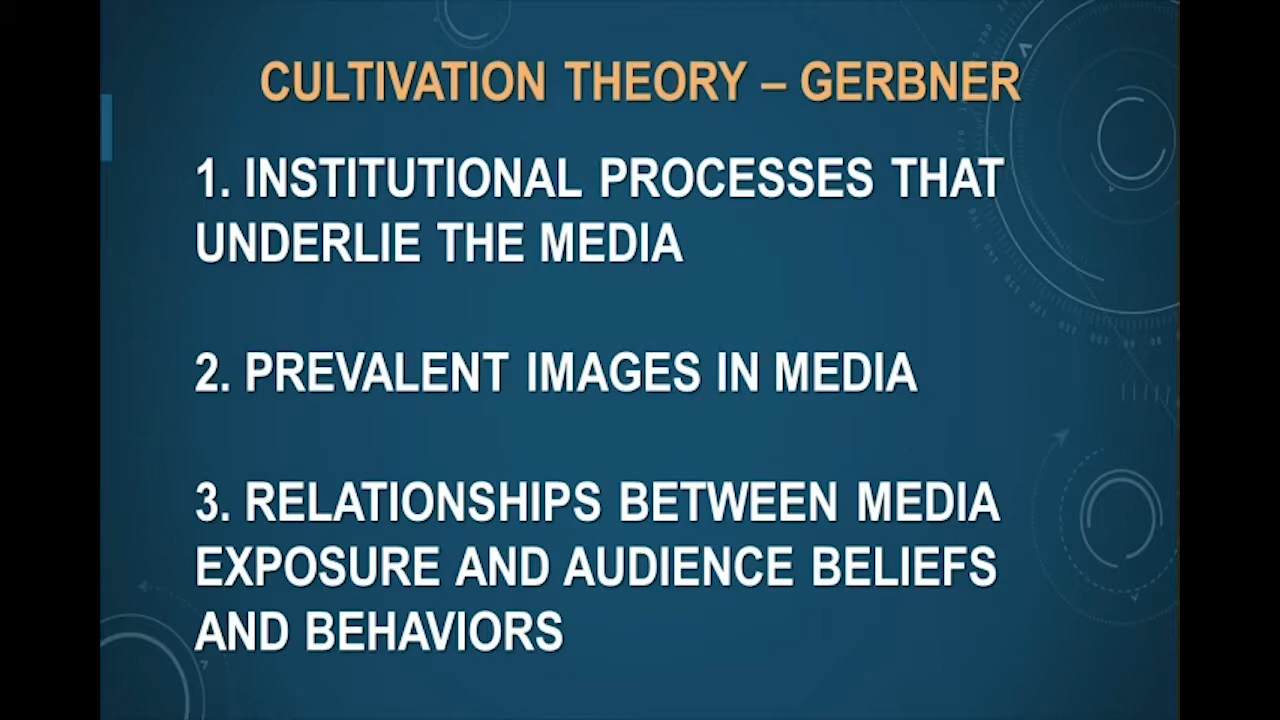 CULTIVATION THEORY – GERBNER
1. INSTITUTIONAL PROCESSES THAT
UNDERLIE THE MEDIA
2. PREVALENT IMAGES IN MEDIA
3. RELATIONSHIPS BETWEEN MEDIA
EXPOSURE AND AUDIENCE BELIEFS
AND BEHAVIORS